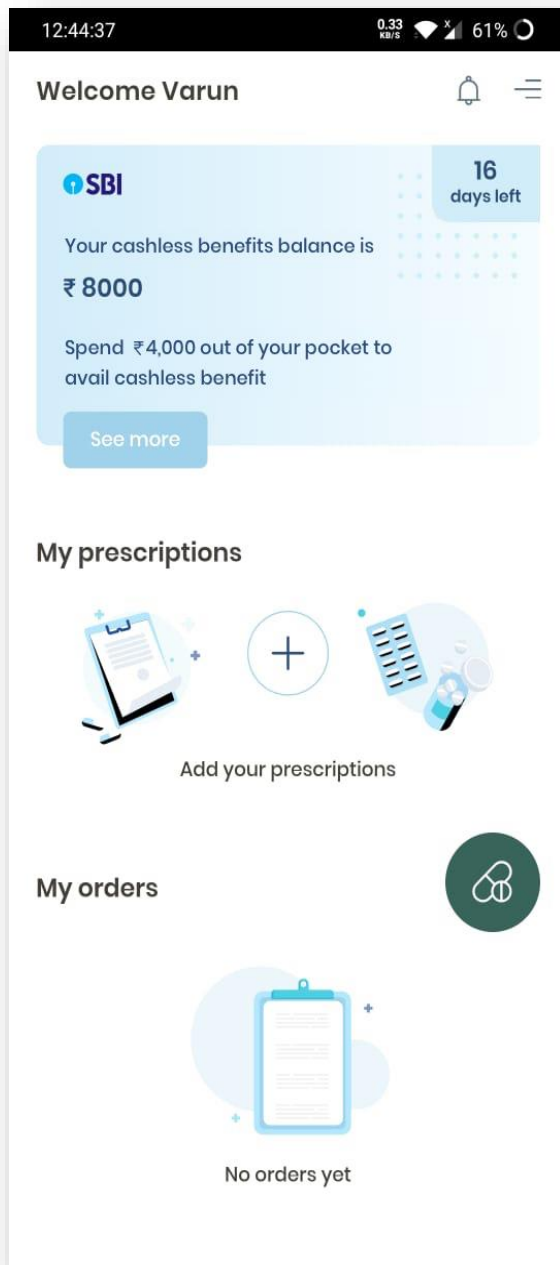 12:44:37 0.33 KB/S x 61%
Welcome Varun
SBI
16
days left
Your cashless benefits balance is
₹ 8000
Spend ₹4,000 out of your pocket to
avail cashless benefit
See more
My prescriptions
Add your prescriptions
My orders
No orders yet